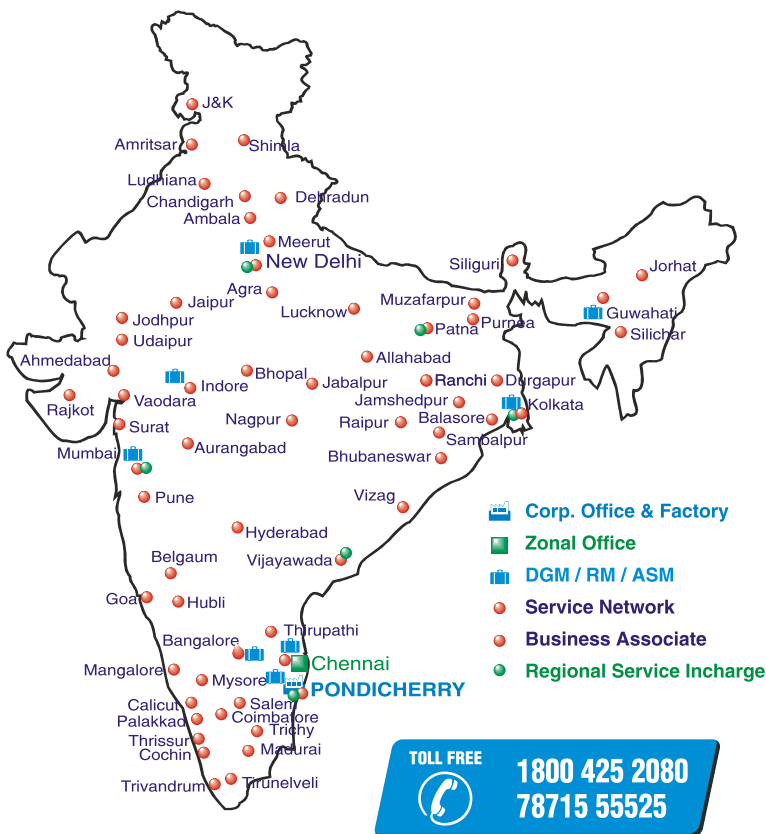 J&K
Amritsar
Shimla
Ludhiana
Chandigarh
Dehradun
Ambala
Meerut
New Delhi
Siliguri
Jorhat
Agra
Jaipur
Lucknow
Muzafarpur
Guwahati
Jodhpur
Patna
Purnea
Silichar
Udaipur
Ahmedabad
Allahabad
Bhopal
Indore
Jabalpur
Ranchi
Durgapur
Rajkot
Vaodara
Jamshedpur
Kolkata
Surat
Nagpur
Raipur
Balasore
Sambalpur
Aurangabad
Mumbai
Bhubaneswar
Pune
Vizag
Hyderabad
Vijayawada
Belgaum
Goa
Hubli
Thirupathi
Bangalore
Chennai
Mangalore
Mysore
PONDICHERRY
Calicut
Salem
Palakkad
Coimbatore
Trichy
Thrissur
Cochin
Madurai
Trivandrum
Tirunelveli
Corp. Office & Factory
Zonal Office
DGM / RM / ASM
Service Network
Business Associate
Regional Service Incharge
TOLL FREE
1800 425 2080
78715 55525